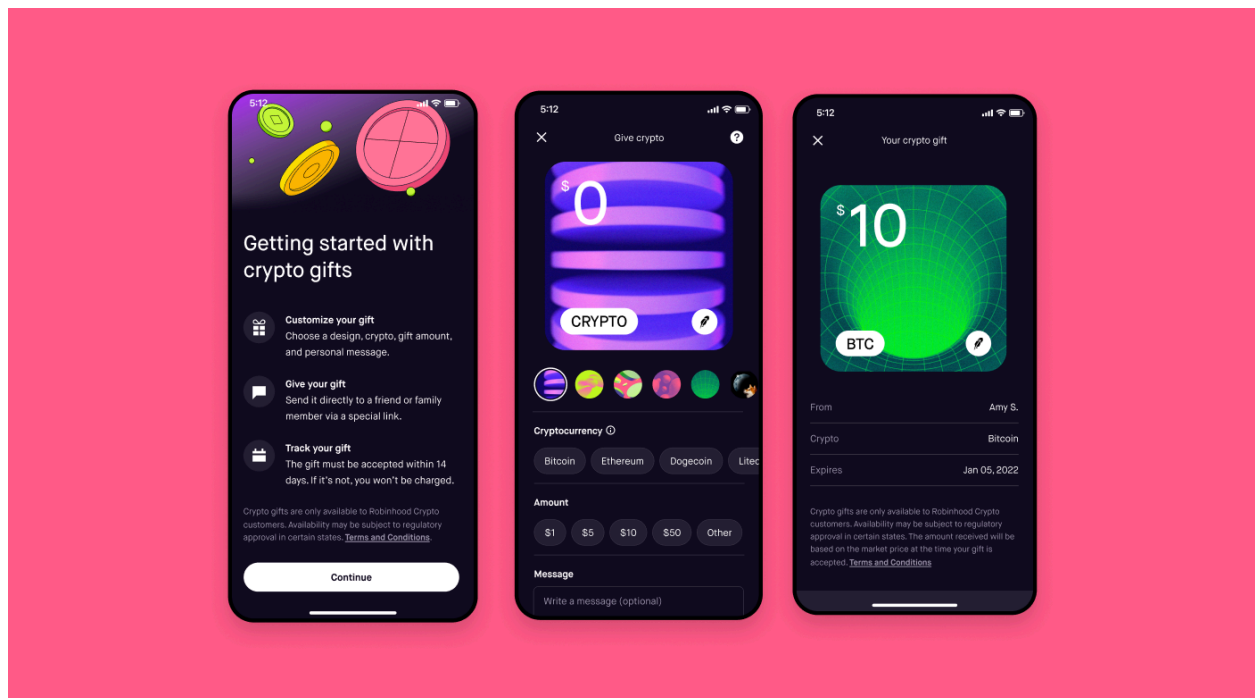 5:12
Getting started with
crypto gifts
Customize your gift
Choose a design, crypto, gift amount,
and personal message.
Give your gift
Send it directly to a friend or family
member via a special link.
Track your gift
The gift must be accepted within 14
days. If it's not, you won't be charged.
Crypto gifts are only available to Robinhood Crypto
customers. Availability may be subject to regulatory
approval in certain states. Terms and Conditions.
Continue
5:12
Give crypto
?
$0
CRYPTO
Cryptocurrency
Bitcoin Ethereum Dogecoin Litec
Amount
$1 $5 $10 $50 Other
Message
Write a message (optional)
5:12
Your crypto gift
$10
BTC
From Amy S.
Crypto Bitcoin
Expires Jan 05, 2022
Crypto gifts are only available to Robinhood Crypto
customers. Availability may be subject to regulatory
approval in certain states. The amount received will be
based on the market price at the time your gift is
accepted. Terms and Conditions